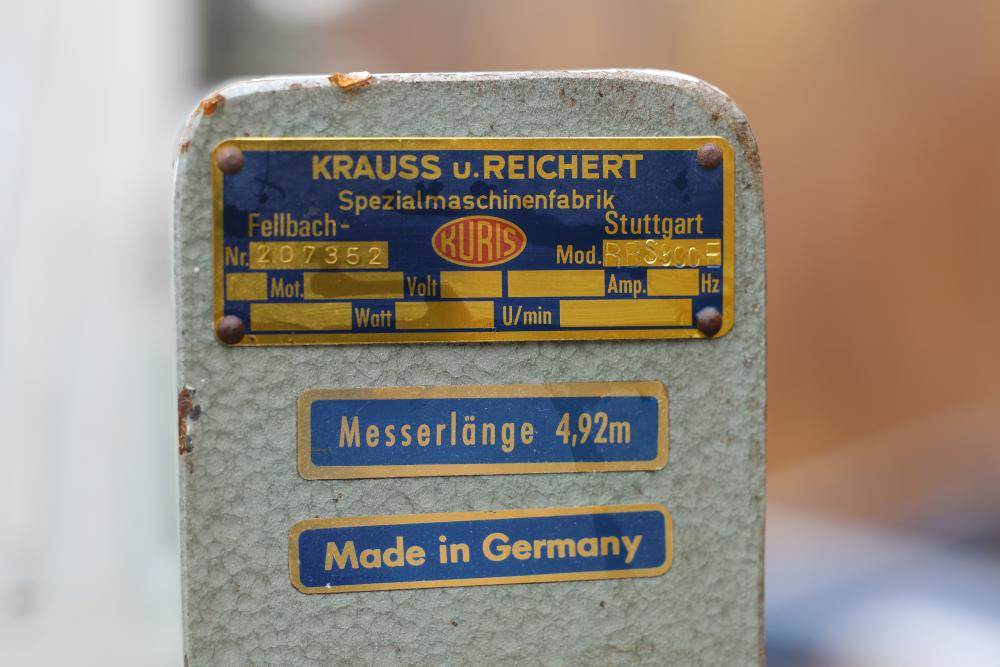 KRAUSS u. REICHERT
Spezialmaschinenfabrik
Fellbach- Stuttgart
KURIS
Nr. 207352 Mod.
Mot. Volt Amp. Hz
Watt U/min
Messerlänge 4,92m
Made in Germany